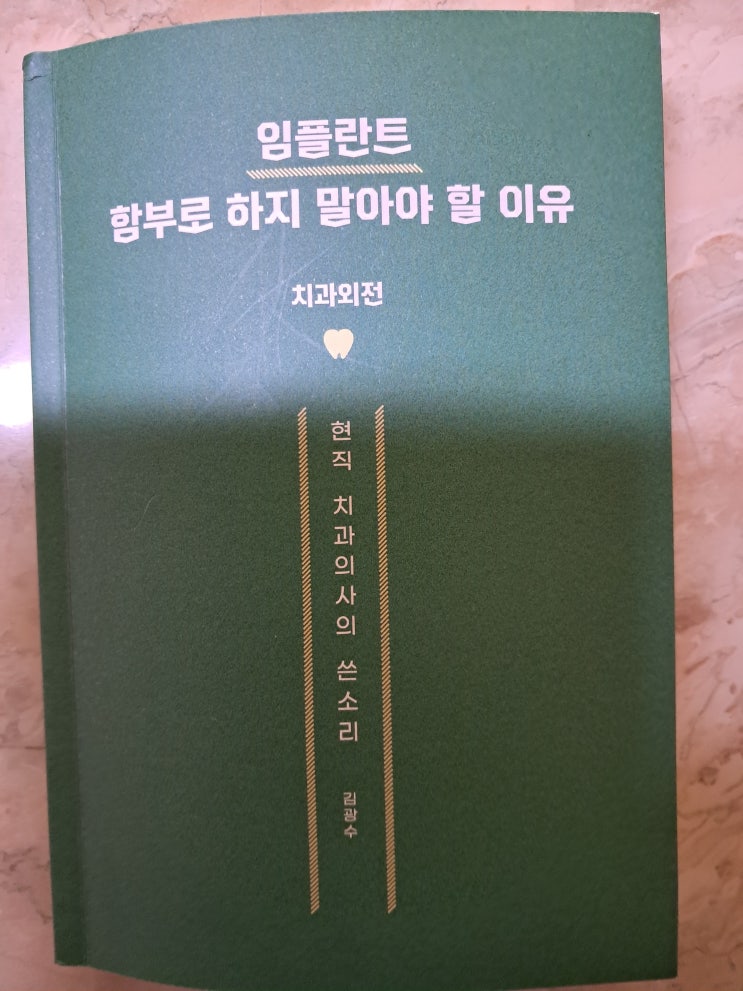 임플란트
함부로 하지 말아야 할 이유
치과외전
현직 치과의사의 쓴소리
김광수